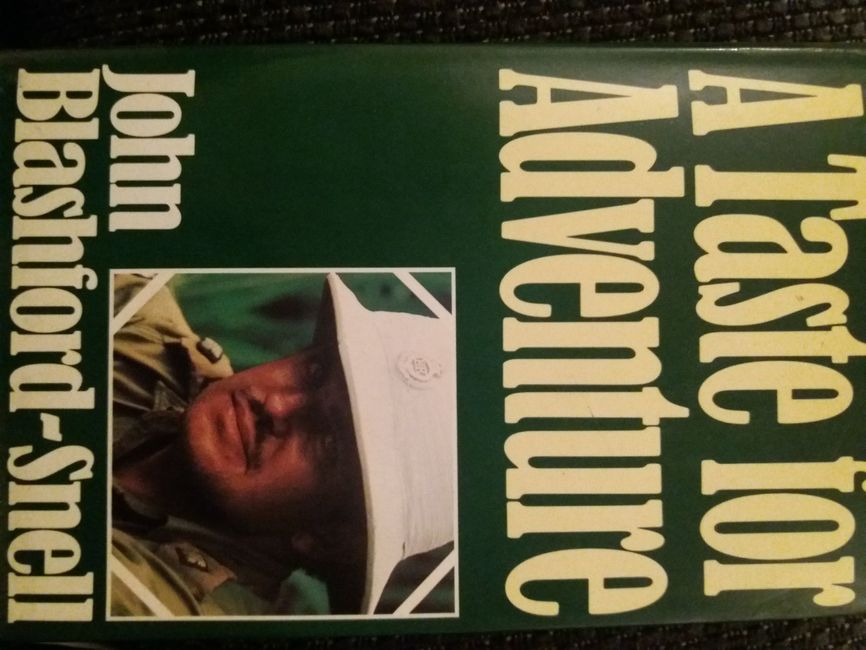 A Taste for
Adventure
John
Blashford-Snell